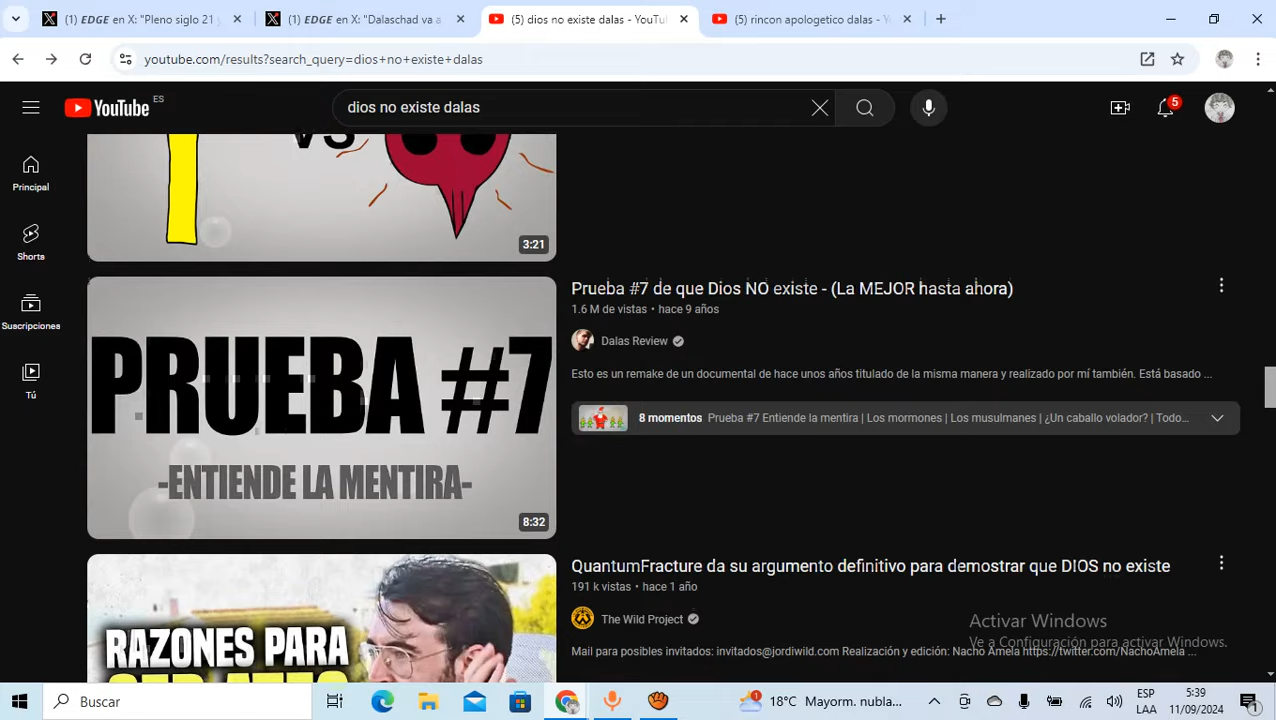 (1) EDGE en X: "Pleno siglo 21 y
(1) EDGE en X: "Dalaschad va a
(5) dios no existe dalas - YouTu
(5) rincon apologetico dalas - Y
youtube.com/results?search_query=dios+no+existe+dalas
YouTube ES
dios no existe dalas
5
Principal
Shorts
Suscripciones
Tú
VS
3:21
PRUEBA #7
-ENTIENDE LA MENTIRA-
8:32
Prueba #7 de que Dios NO existe - (La MEJOR hasta ahora)
1.6 M de vistas • hace 9 años
Dalas Review
Esto es un remake de un documental de hace unos años titulado de la misma manera y realizado por mí también. Está basado ...
8 momentos Prueba #7 Entiende la mentira | Los mormones | Los musulmanes | ¿Un caballo volador? | Todo...
RAZONES PARA
SER ATEO
QuantumFracture da su argumento definitivo para demostrar que DIOS no existe
191 k vistas • hace 1 año
The Wild Project
Mail para posibles invitados: invitados@jordiwild.com Realización y edición: Nacho Amela https://twitter.com/NachoAmela ...
Activar Windows
Ve a Configuración para activar Windows.
Buscar
1
18°C Mayorm. nubla...
ESP
LAA
5:39
11/09/2024
1